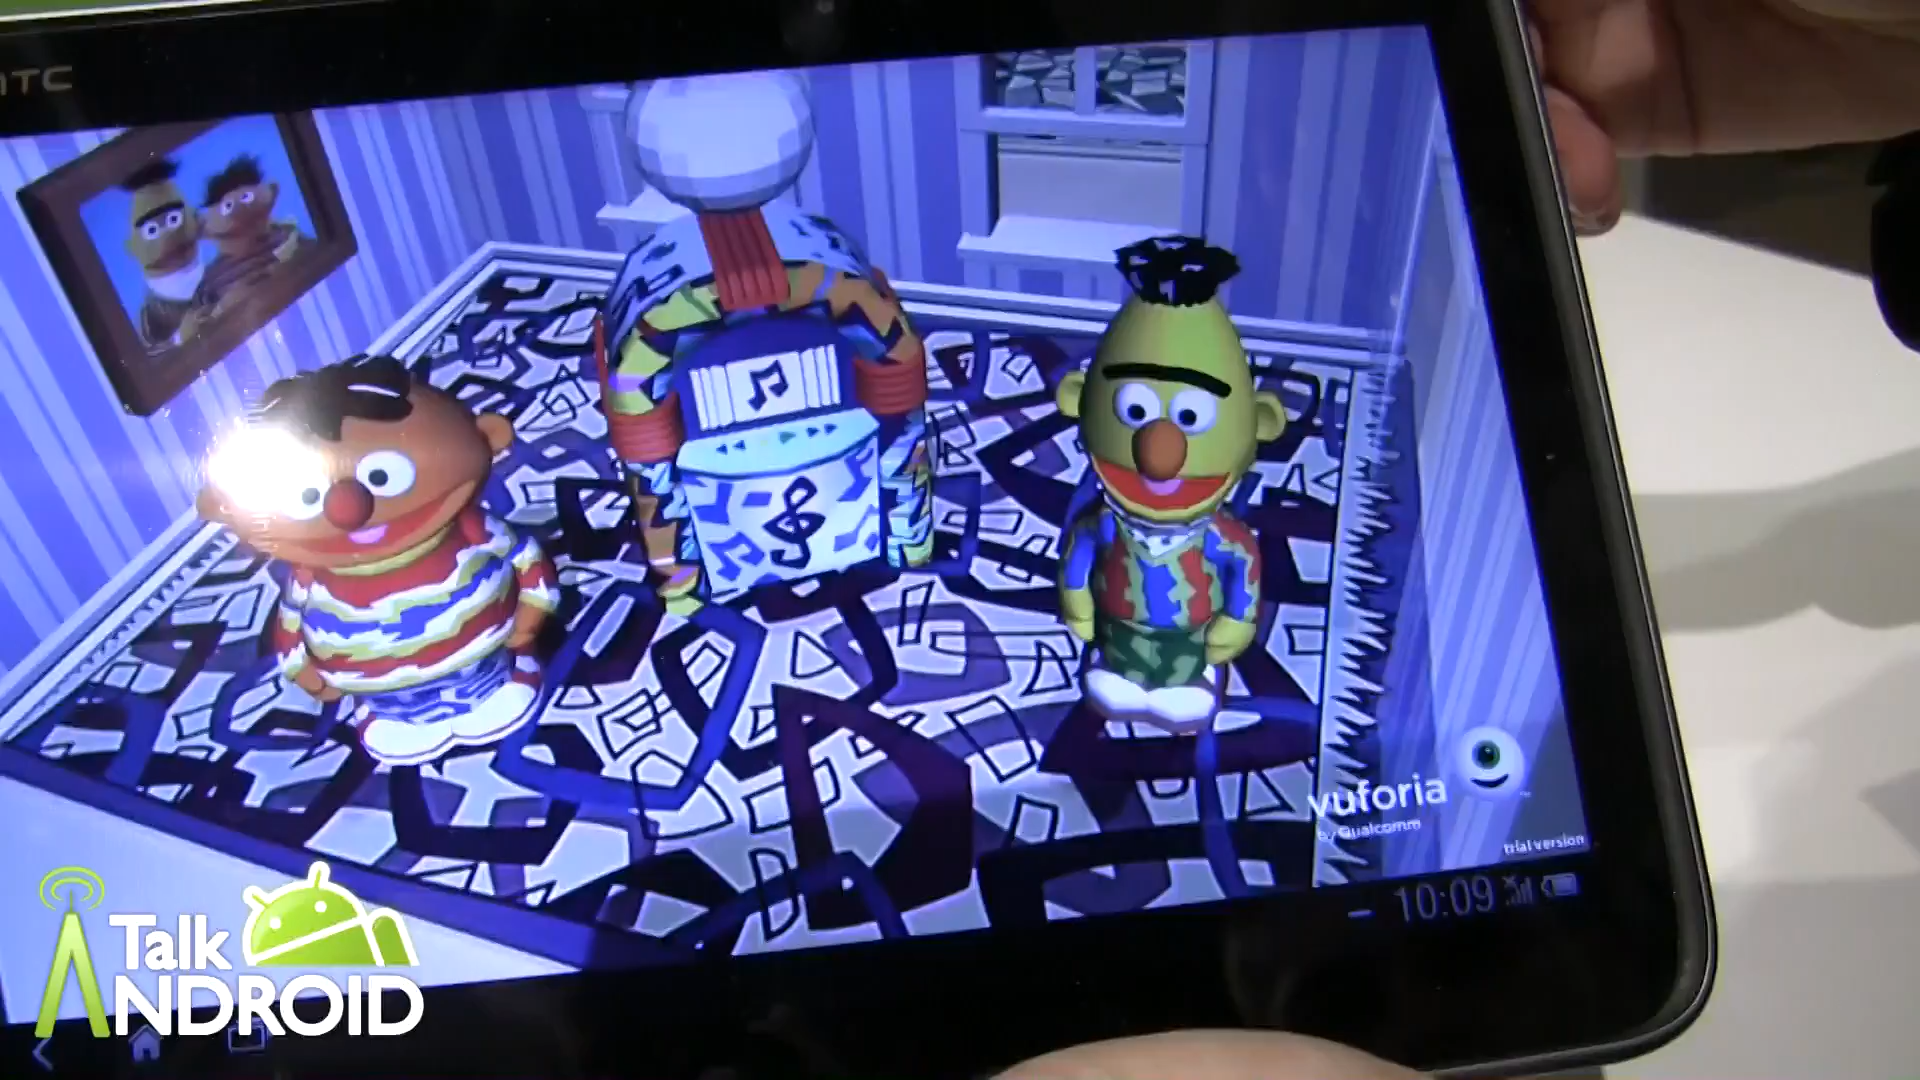 HTC
vuforia
By Qualcomm
trial version
10:09
Talk
ANDROID